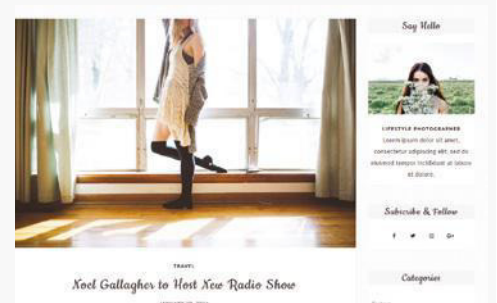 Say Hello
LIFESTYLE PHOTOGRAPHER
Lorem ipsum dolor sit amet,
consectetur adipiscing elit, sed do
eiusmod tempor incididunt ut labore
et dolore.
Subscribe & Follow
Categories
TRAVEL
Noel Gallagher to Host New Radio Show